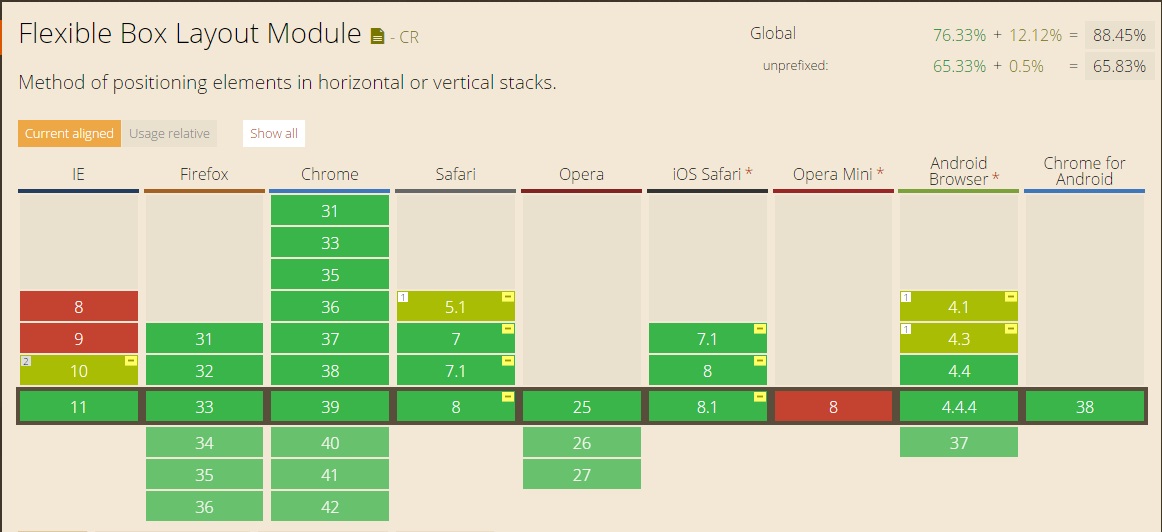 Flexible Box Layout Module - CR
Global 76.33% + 12.12% = 88.45%
unprefixed: 65.33% + 0.5% = 65.83%
Method of positioning elements in horizontal or vertical stacks.
Current aligned Usage relative Show all
IE Firefox Chrome Safari Opera iOS Safari * Opera Mini * Android Browser * Chrome for Android
31
33
35
8 36 1 5.1 - 1 4.1 -
9 31 37 7 - 7.1 - 1 4.3 -
2 10 - 32 38 7.1 - 8 - 4.4
11 33 39 8 - 25 8.1 - 8 4.4.4 38
34 40 26 37
35 41 27
36 42